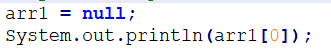 arr1 = null;
System.out.println(arr1[0]);